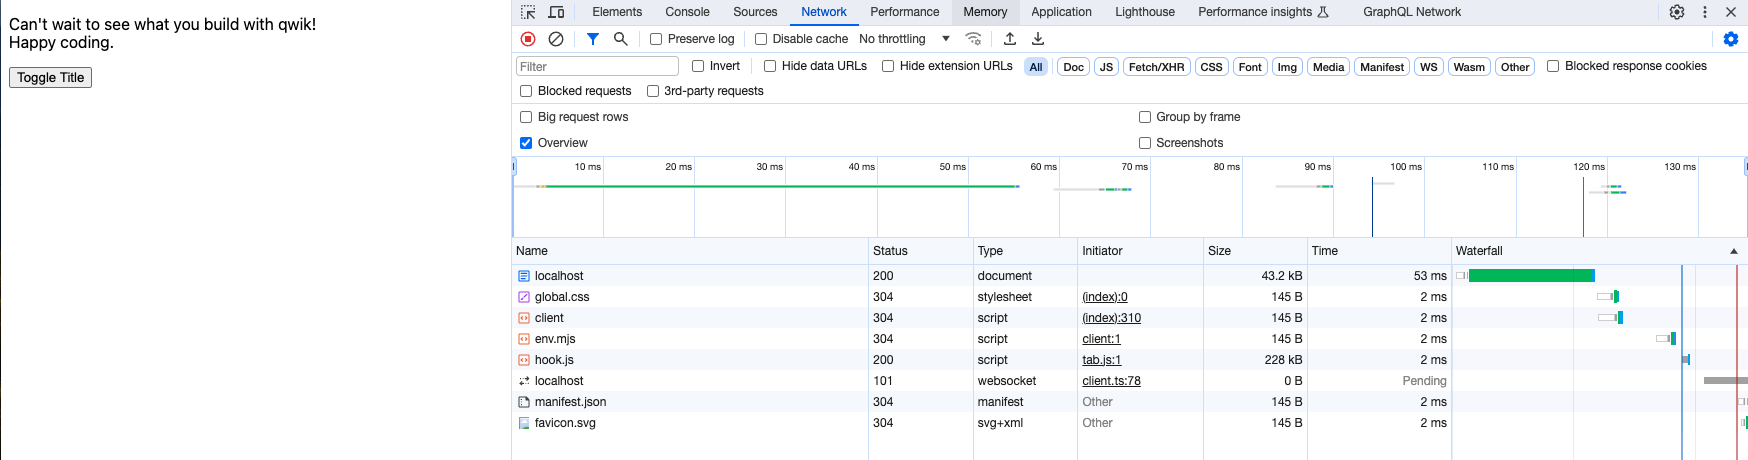 Can't wait to see what you build with qwik!
Happy coding.
Toggle Title
Elements Console Sources Network Performance Memory Application Lighthouse Performance insights GraphQL Network
Preserve log Disable cache No throttling
Filter Invert Hide data URLs Hide extension URLs All Doc JS Fetch/XHR CSS Font Img Media Manifest WS Wasm Other Blocked response cookies
Blocked requests 3rd-party requests
Big request rows Group by frame
Overview Screenshots
10 ms 20 ms 30 ms 40 ms 50 ms 60 ms 70 ms 80 ms 90 ms 100 ms 110 ms 120 ms 130 ms
Name Status Type Initiator Size Time Waterfall
localhost 200 document 43.2 kB 53 ms
global.css 304 stylesheet (index):0 145 B 2 ms
client 304 script (index):310 145 B 2 ms
env.mjs 304 script client:1 145 B 2 ms
hook.js 200 script tab.js:1 228 kB 2 ms
localhost 101 websocket client.ts:78 0 B Pending
manifest.json 304 manifest Other 145 B 2 ms
favicon.svg 304 svg+xml Other 145 B 2 ms